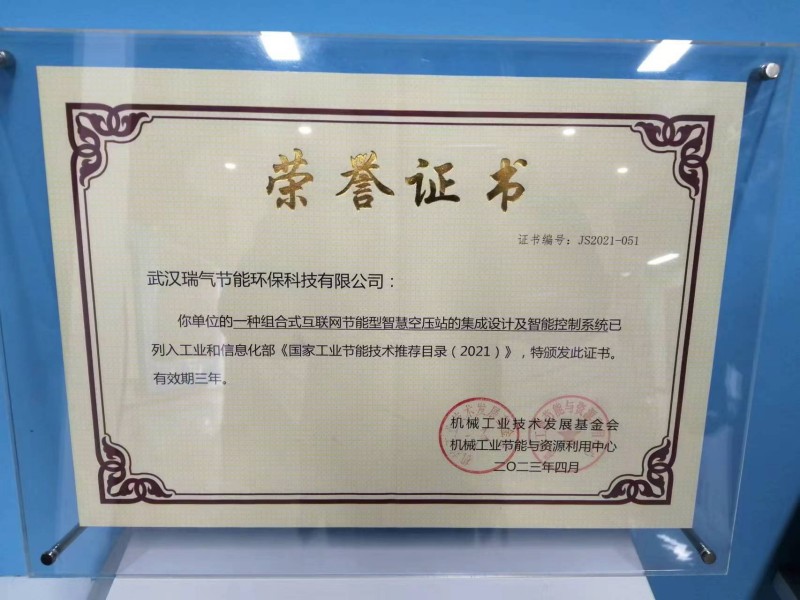 荣誉证书
证书编号：JS2021-051
武汉瑞气节能环保科技有限公司：
你单位的一种组合式互联网节能型智慧空压站的集成设计及智能控制系统已
列入工业和信息化部《国家工业节能技术推荐目录（2021）》，特颁发此证书。
有效期三年。
机械工业技术发展基金会
机械工业节能与资源利用中心
二〇二三年四月